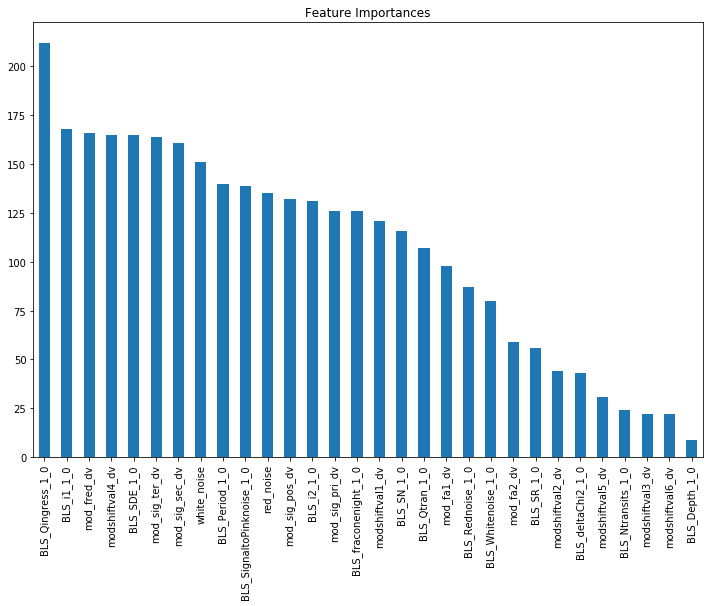 Feature Importances
200
175
150
125
100
75
50
25
0
BLS_Qingress_1_0
BLS_i1_1_0
mod_fred_dv
modshiftval4_dv
BLS_SDE_1_0
mod_sig_ter_dv
mod_sig_sec_dv
white_noise
BLS_Period_1_0
BLS_SignaltoPinknoise_1_0
red_noise
mod_sig_pos_dv
BLS_i2_1_0
mod_sig_pri_dv
BLS_fraconenight_1_0
modshiftval1_dv
BLS_SN_1_0
BLS_Qtran_1_0
mod_fa1_dv
BLS_Rednoise_1_0
BLS_Whitenoise_1_0
mod_fa2_dv
BLS_SR_1_0
modshiftval2_dv
BLS_deltaChi2_1_0
modshiftval5_dv
BLS_Ntransits_1_0
modshiftval3_dv
modshiftval6_dv
BLS_Depth_1_0